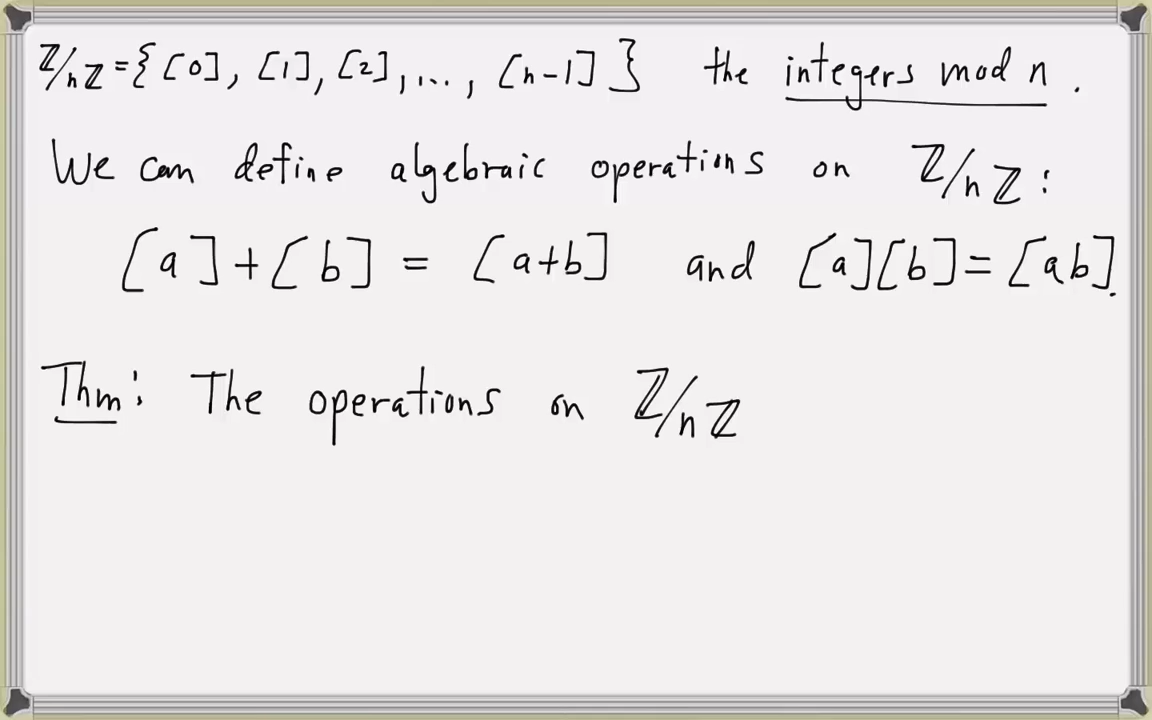 ℤ/nℤ = {[0], [1], [2], ..., [n-1]} the integers mod n.
We can define algebraic operations on ℤ/nℤ:
[a]+[b] = [a+b] and [a][b] = [ab].
Thm: The operations on ℤ/nℤ